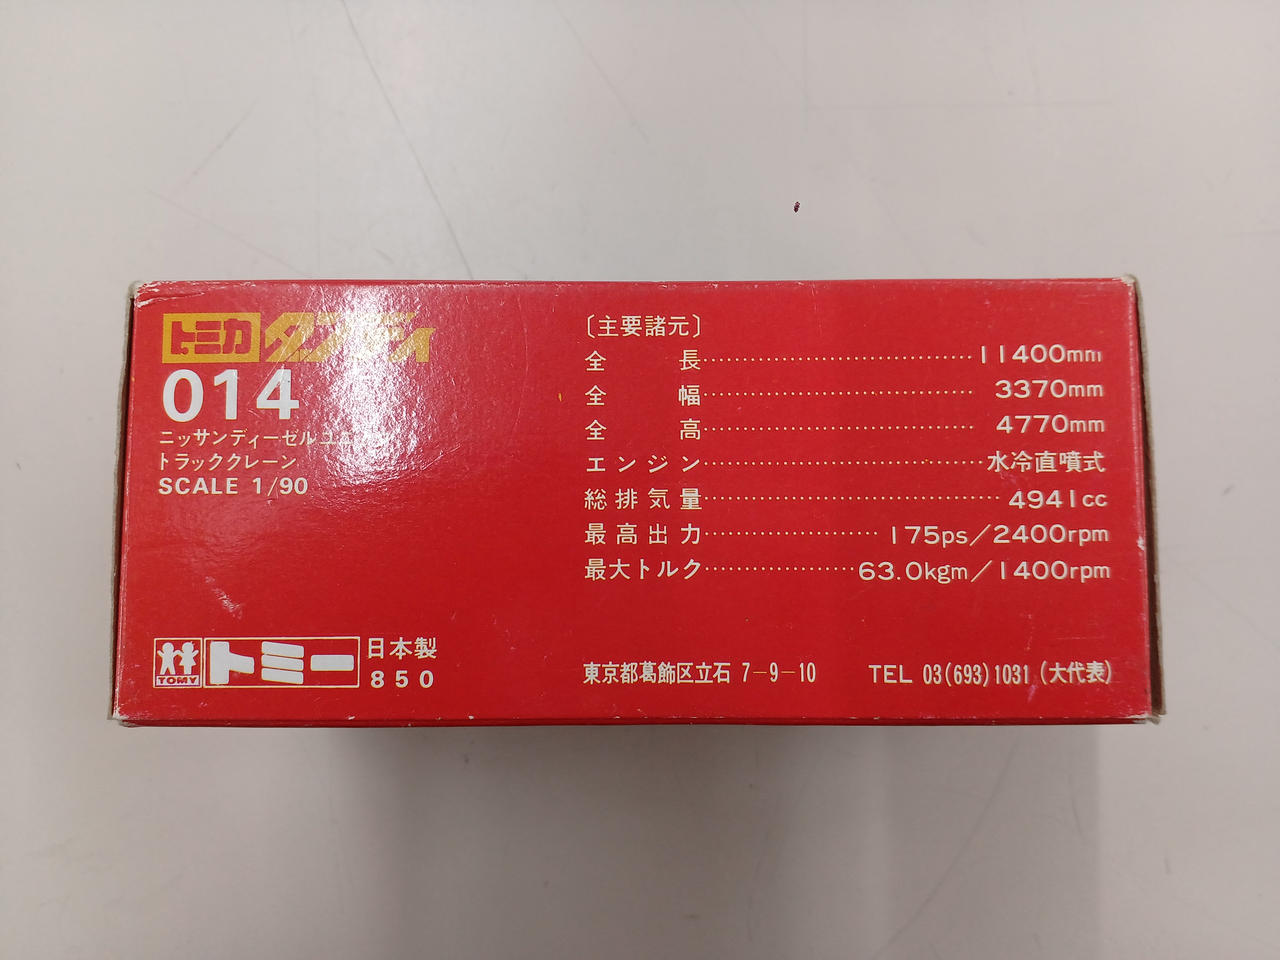 トミカ ダンディ
014
ニッサンディーゼル
トラッククレーン
SCALE 1/90
〔主要諸元〕
全長‥‥‥‥‥‥‥‥‥‥‥11400mm
全幅‥‥‥‥‥‥‥‥‥‥‥3370mm
全高‥‥‥‥‥‥‥‥‥‥‥4770mm
エンジン‥‥‥‥‥‥‥‥‥‥‥水冷直噴式
総排気量‥‥‥‥‥‥‥‥‥‥‥4941cc
最高出力‥‥‥‥‥‥‥175ps/2400rpm
最大トルク‥‥‥‥‥‥63.0kgm/1400rpm
TOMY トミー 日本製
850
東京都葛飾区立石 7-9-10 TEL 03(693)1031 (大代表)